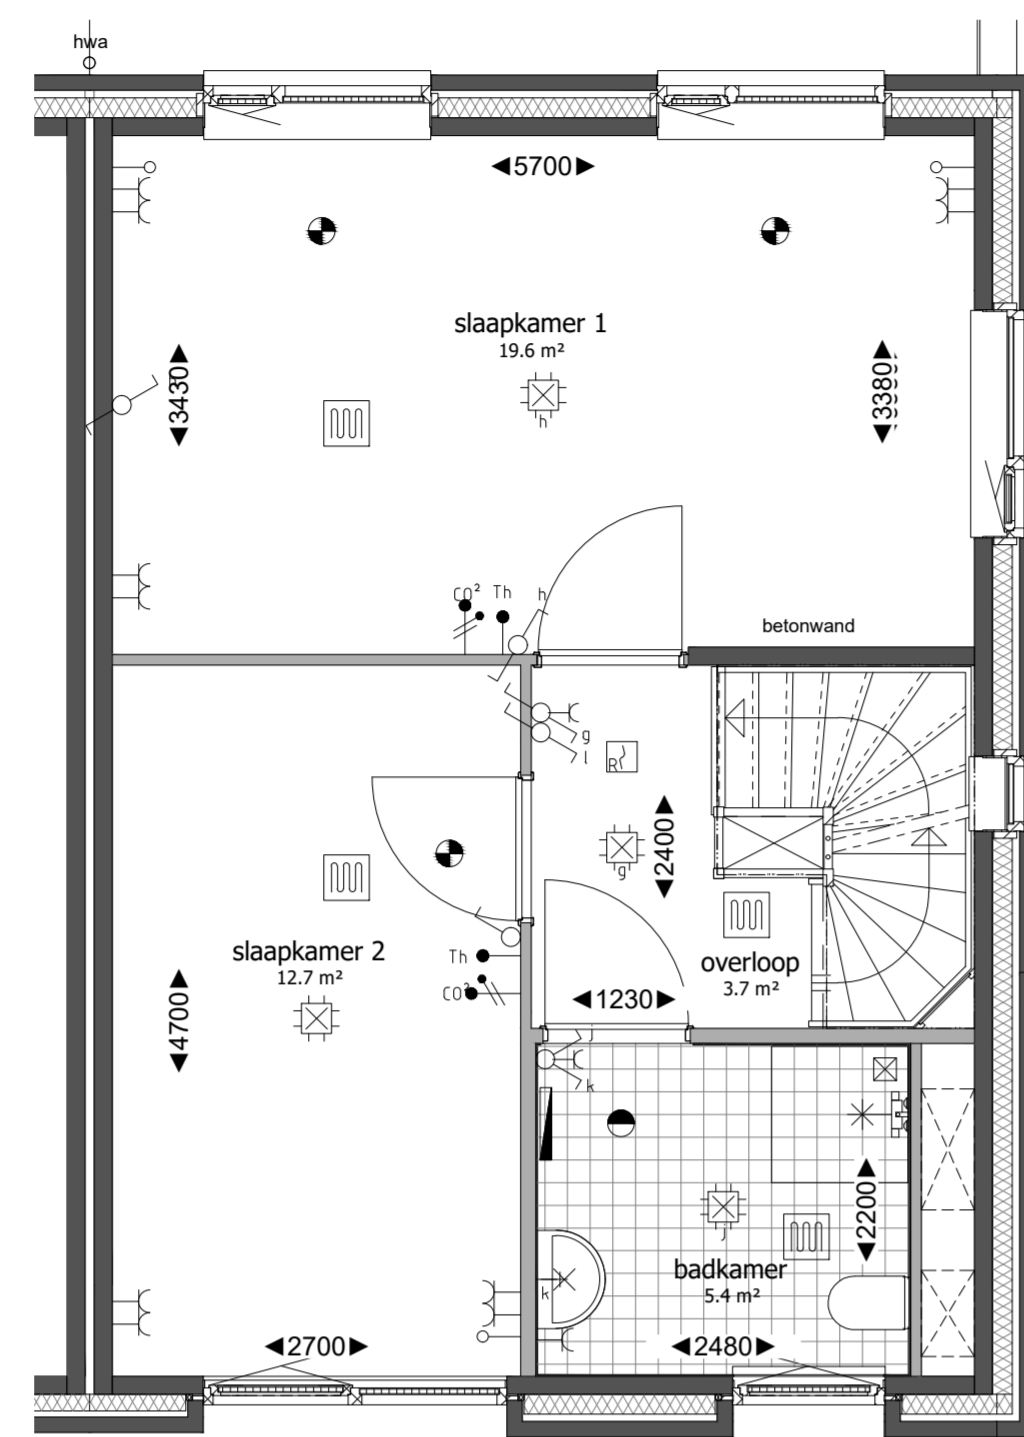 hwa
5700
slaapkamer 1
19.6 m²
3430
3380
h
CO²
Th
h
betonwand
g
l
R
2400
g
slaapkamer 2
12.7 m²
overloop
3.7 m²
Th
CO²
1230
4700
j
k
2200
j
badkamer
5.4 m²
k
2700
2480